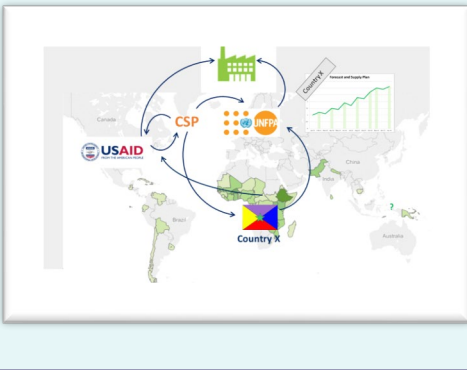 Country X
Forecast and Supply Plan
CSP
UNFPA
USAID
FROM THE AMERICAN PEOPLE
Country X
Canada
China
India
Brazil
Australia
?